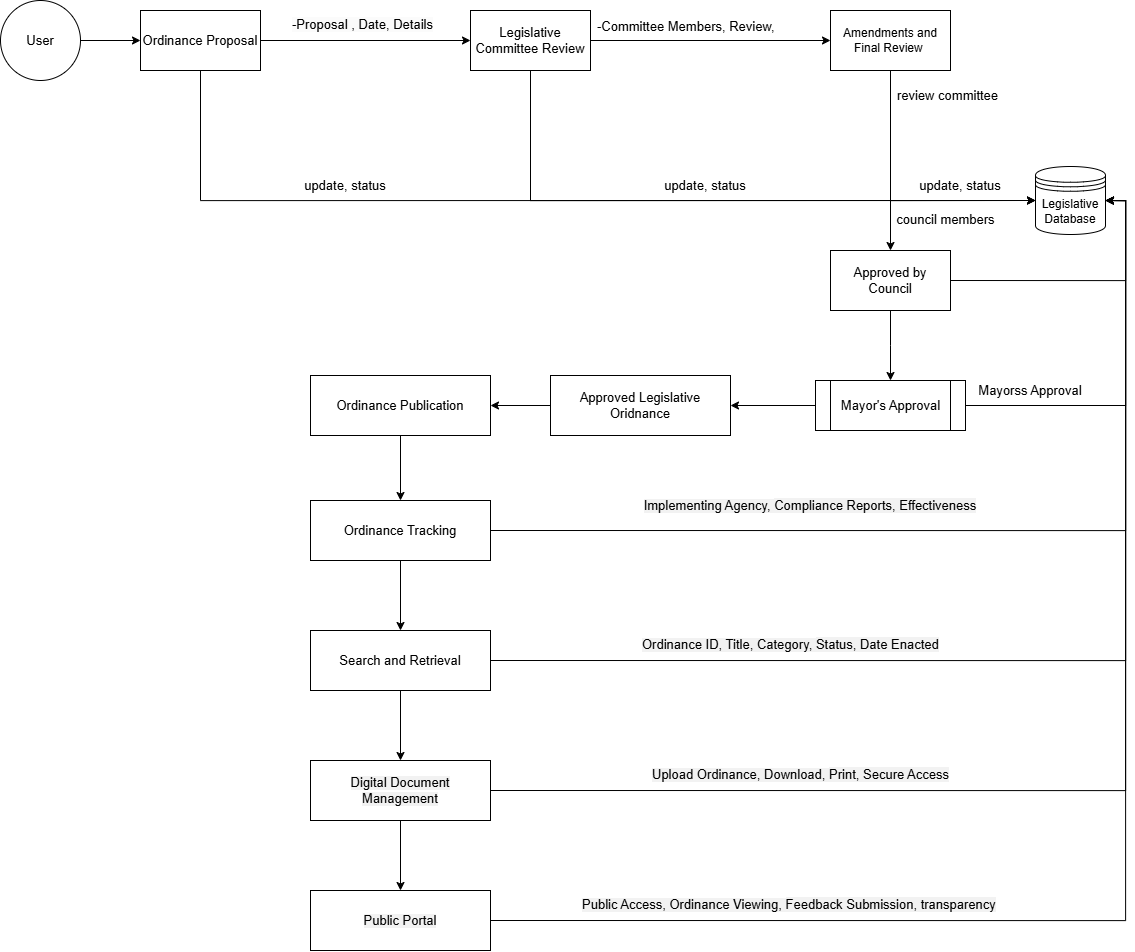 User
Ordinance Proposal
-Proposal , Date, Details
Legislative
Committee Review
-Committee Members, Review,
Amendments and
Final Review
review committee
update, status
update, status
update, status
Legislative
Database
council members
Approved by
Council
Ordinance Publication
Approved Legislative
Oridnance
Mayor's Approval
Mayorss Approval
Ordinance Tracking
Implementing Agency, Compliance Reports, Effectiveness
Search and Retrieval
Ordinance ID, Title, Category, Status, Date Enacted
Digital Document
Management
Upload Ordinance, Download, Print, Secure Access
Public Portal
Public Access, Ordinance Viewing, Feedback Submission, transparency